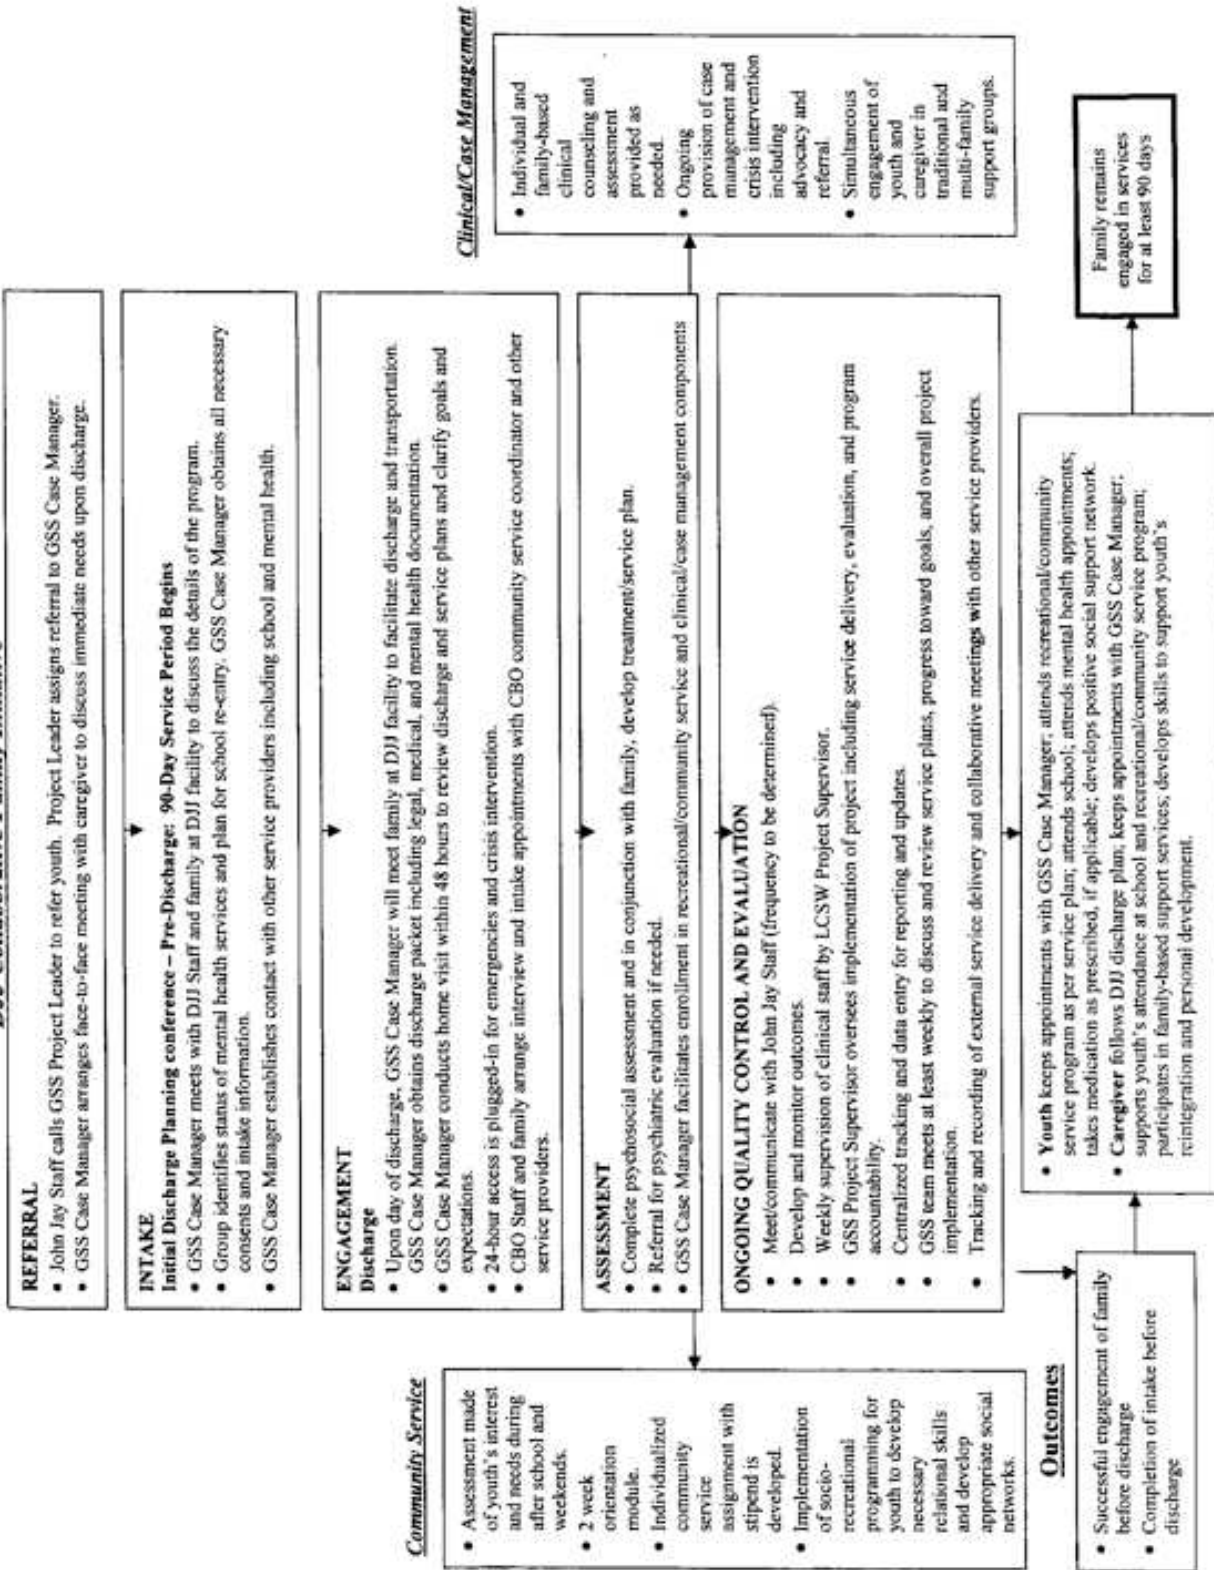 DJJ Collaborative Family Initiative
REFERRAL
• John Jay Staff calls GSS Project Leader to refer youth. Project Leader assigns referral to GSS Case Manager.
• GSS Case Manager arranges face-to-face meeting with caregiver to discuss immediate needs upon discharge.
INTAKE
Initial Discharge Planning conference – Pre-Discharge: 90-Day Service Period Begins
• GSS Case Manager meets with DJJ Staff and family at DJJ facility to discuss the details of the program.
• Group identifies status of mental health services and plan for school re-entry. GSS Case Manager obtains all necessary
consents and intake information.
• GSS Case Manager establishes contact with other service providers including school and mental health.
ENGAGEMENT
Discharge
• Upon day of discharge, GSS Case Manager will meet family at DJJ facility to facilitate discharge and transportation.
GSS Case Manager obtains discharge packet including legal, medical, and mental health documentation.
• GSS Case Manager conducts home visit within 48 hours to review discharge and service plans and clarify goals and
expectations.
• 24-hour access is plugged-in for emergencies and crisis intervention.
• CBO Staff and family arrange interview and intake appointments with CBO community service coordinator and other
service providers.
ASSESSMENT
• Complete psychosocial assessment and in conjunction with family, develop treatment/service plan.
• Referral for psychiatric evaluation if needed.
• GSS Case Manager facilitates enrollment in recreational/community service and clinical/case management components
Community Service
• Assessment made
of youth's interest
and needs during
after school and
weekends.
• 2 week
orientation
module.
• Individualized
community
service
assignment with
stipend is
developed.
• Implementation
of socio-
recreational
programming for
youth to develop
necessary
relational skills
and develop
appropriate social
networks.
Clinical/Case Management
• Individual and
family-based
clinical
counseling and
assessment
provided as
needed.
• Ongoing
provision of case
management and
crisis intervention
including
advocacy and
referral.
• Simultaneous
engagement of
youth and
caregiver in
traditional and
multi-family
support groups.
ONGOING QUALITY CONTROL AND EVALUATION
• Meet/communicate with John Jay Staff (frequency to be determined).
• Develop and monitor outcomes.
• Weekly supervision of clinical staff by LCSW Project Supervisor.
• GSS Project Supervisor oversees implementation of project including service delivery, evaluation, and program
accountability.
• Centralized tracking and data entry for reporting and updates.
• GSS team meets at least weekly to discuss and review service plans, progress toward goals, and overall project
implementation.
• Tracking and recording of external service delivery and collaborative meetings with other service providers.
Outcomes
• Successful engagement of family
before discharge
• Completion of intake before
discharge
• Youth keeps appointments with GSS Case Manager; attends recreational/community
service program as per service plan; attends school; attends mental health appointments;
takes medication as prescribed, if applicable; develops positive social support network.
• Caregiver follows DJJ discharge plan; keeps appointments with GSS Case Manager;
supports youth's attendance at school and recreational/community service program;
participates in family-based support services; develops skills to support youth's
reintegration and personal development.
Family remains
engaged in services
for at least 90 days